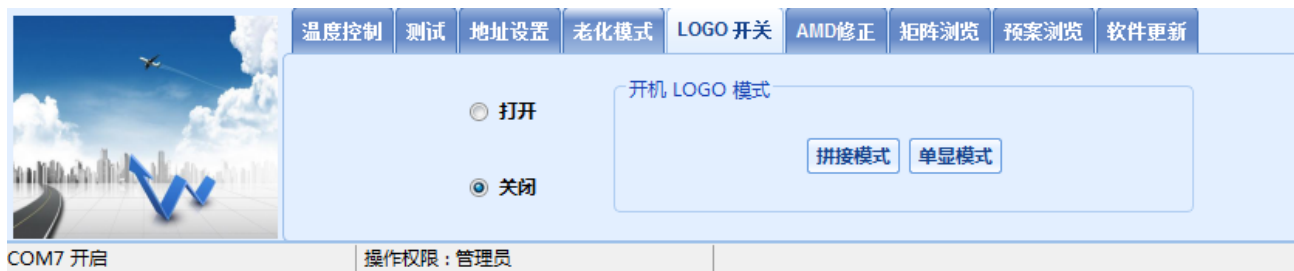 温度控制 测试 地址设置 老化模式 LOGO 开关 AMD修正 矩阵浏览 预案浏览 软件更新
开机 LOGO 模式
打开
拼接模式 单显模式
关闭
COM7 开启 操作权限：管理员